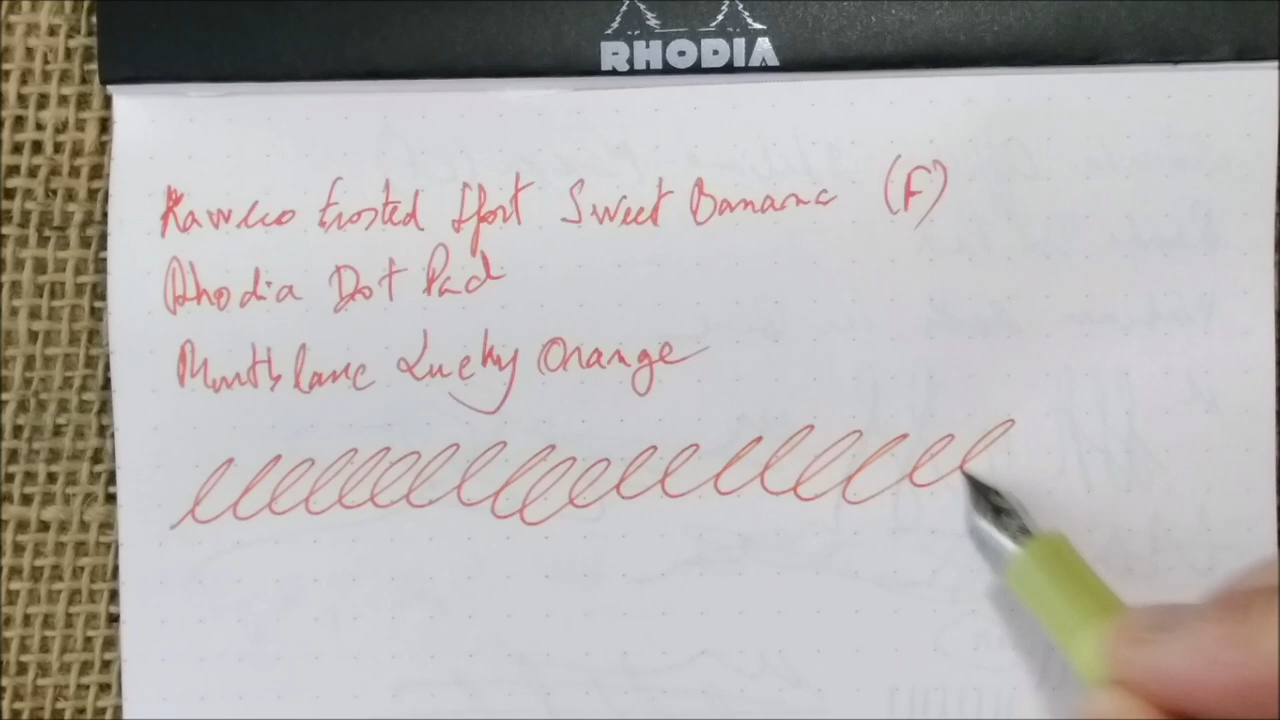 RHODIA
Kaweco frosted Sport Sweet Banana (F)
Rhodia Dot Pad
Montblanc Lucky Orange